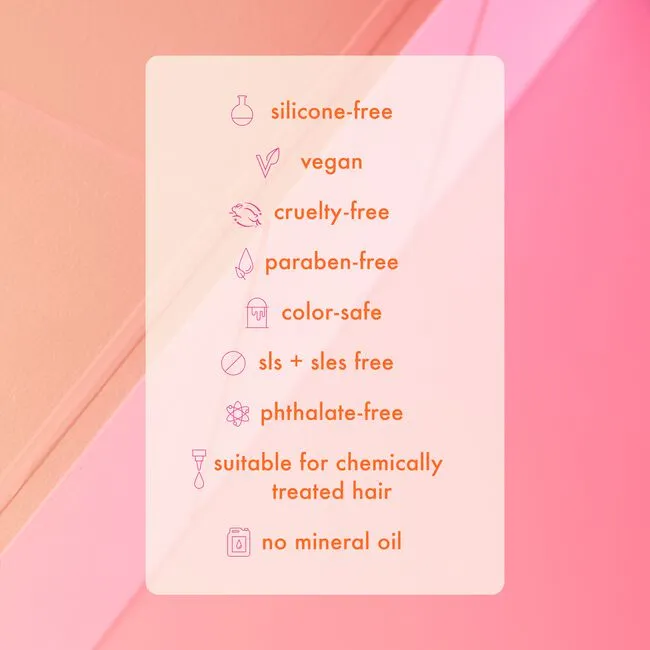 silicone-free
vegan
cruelty-free
paraben-free
color-safe
sls + sles free
phthalate-free
suitable for chemically
treated hair
no mineral oil